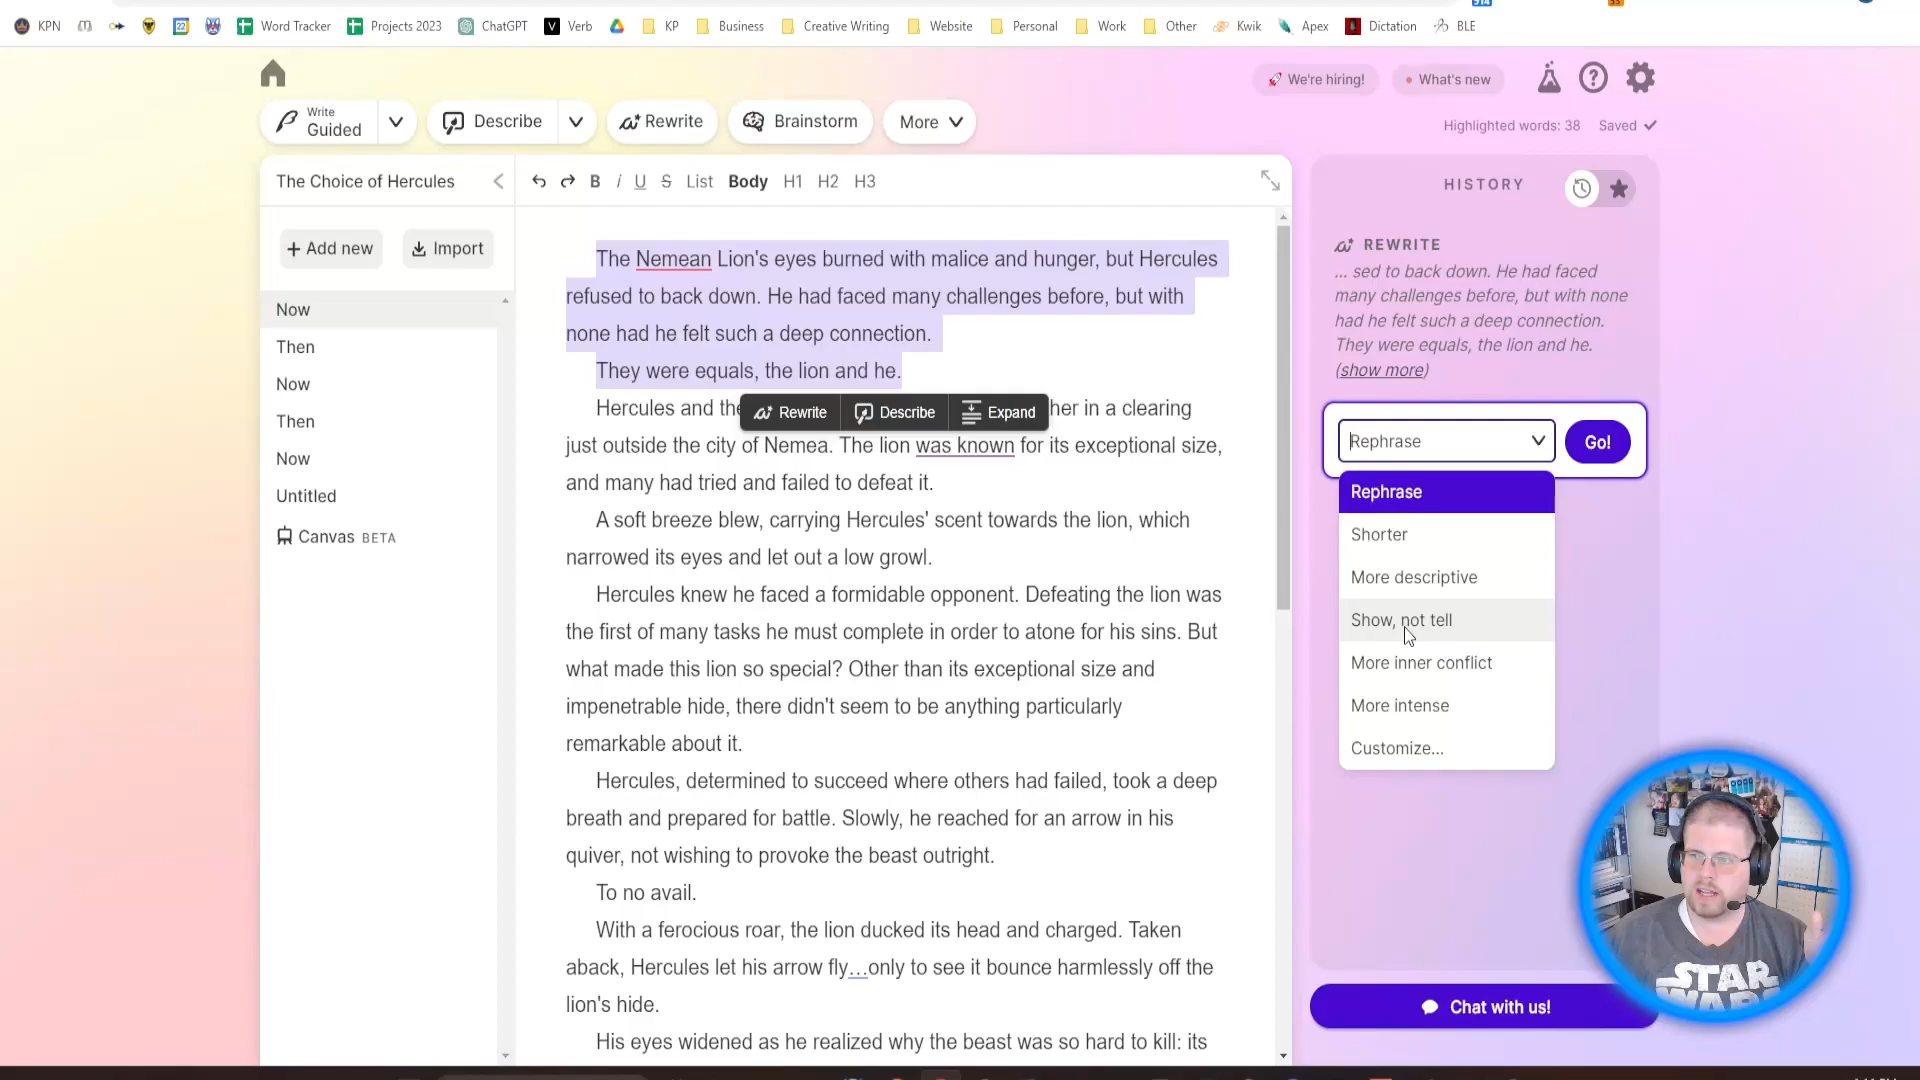 KPN
Word Tracker
Projects 2023
ChatGPT
Verb
KP
Business
Creative Writing
Website
Personal
Work
Other
Kwik
Apex
Dictation
BLE
We're hiring!
What's new
Write
Guided
Describe
Rewrite
Brainstorm
More
Highlighted words: 38 Saved
The Choice of Hercules
B i U S List Body H1 H2 H3
HISTORY
+ Add new
Import
Now
Then
Now
Then
Now
Untitled
Canvas BETA
The Nemean Lion's eyes burned with malice and hunger, but Hercules
refused to back down. He had faced many challenges before, but with
none had he felt such a deep connection.
They were equals, the lion and he.
Rewrite
Describe
Expand
Hercules and the
her in a clearing
just outside the city of Nemea. The lion was known for its exceptional size,
and many had tried and failed to defeat it.
A soft breeze blew, carrying Hercules' scent towards the lion, which
narrowed its eyes and let out a low growl.
Hercules knew he faced a formidable opponent. Defeating the lion was
the first of many tasks he must complete in order to atone for his sins. But
what made this lion so special? Other than its exceptional size and
impenetrable hide, there didn't seem to be anything particularly
remarkable about it.
Hercules, determined to succeed where others had failed, took a deep
breath and prepared for battle. Slowly, he reached for an arrow in his
quiver, not wishing to provoke the beast outright.
To no avail.
With a ferocious roar, the lion ducked its head and charged. Taken
aback, Hercules let his arrow fly…only to see it bounce harmlessly off the
lion's hide.
His eyes widened as he realized why the beast was so hard to kill: its
REWRITE
... sed to back down. He had faced
many challenges before, but with none
had he felt such a deep connection.
They were equals, the lion and he.
(show more)
Rephrase
Go!
Rephrase
Shorter
More descriptive
Show, not tell
More inner conflict
More intense
Customize...
STAR
WARS
Chat with us!